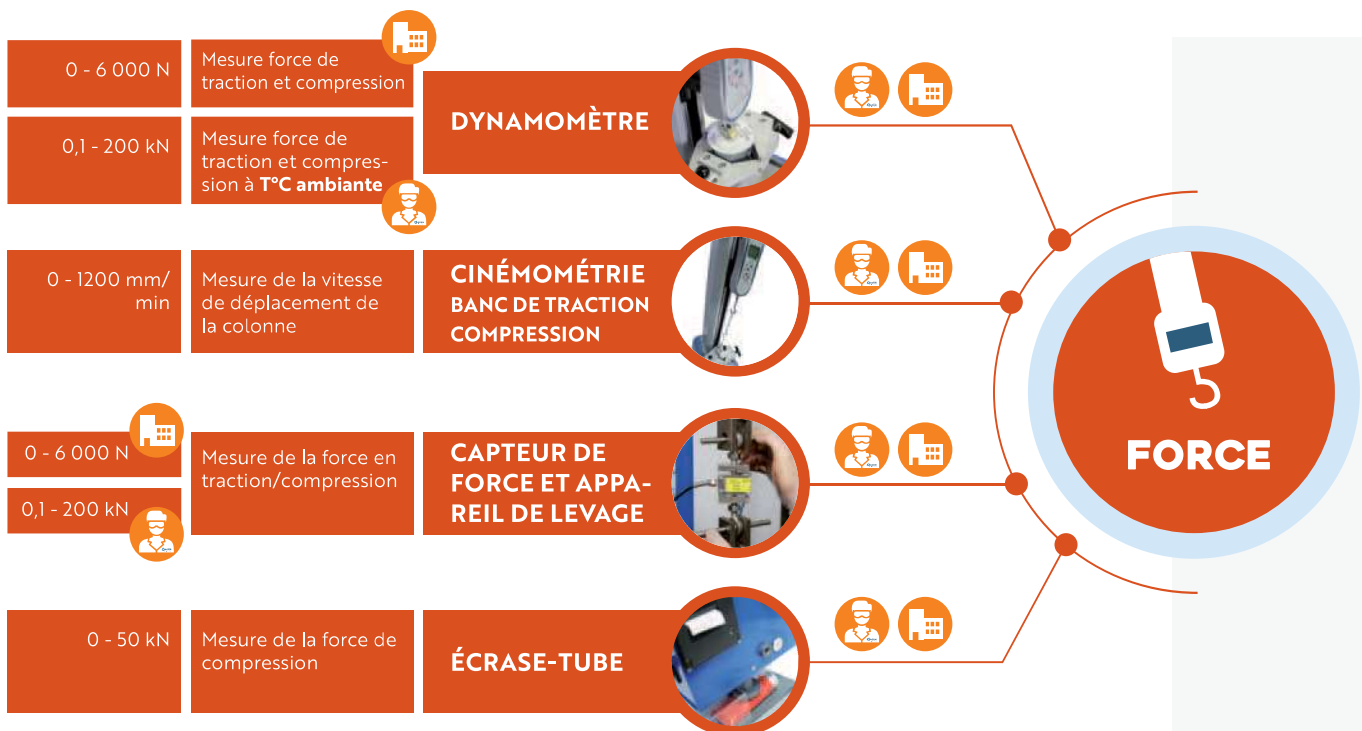 0 - 6 000 N
Mesure force de
traction et compression
0,1 - 200 kN
Mesure force de
traction et compres-
sion à T°C ambiante
DYNAMOMÈTRE
0 - 1200 mm/
min
Mesure de la vitesse
de déplacement de
la colonne
CINÉMOMÉTRIE
BANC DE TRACTION
COMPRESSION
0 - 6 000 N
0,1 - 200 kN
Mesure de la force en
traction/compression
CAPTEUR DE
FORCE ET APPA-
REIL DE LEVAGE
0 - 50 kN
Mesure de la force de
compression
ÉCRASE-TUBE
FORCE